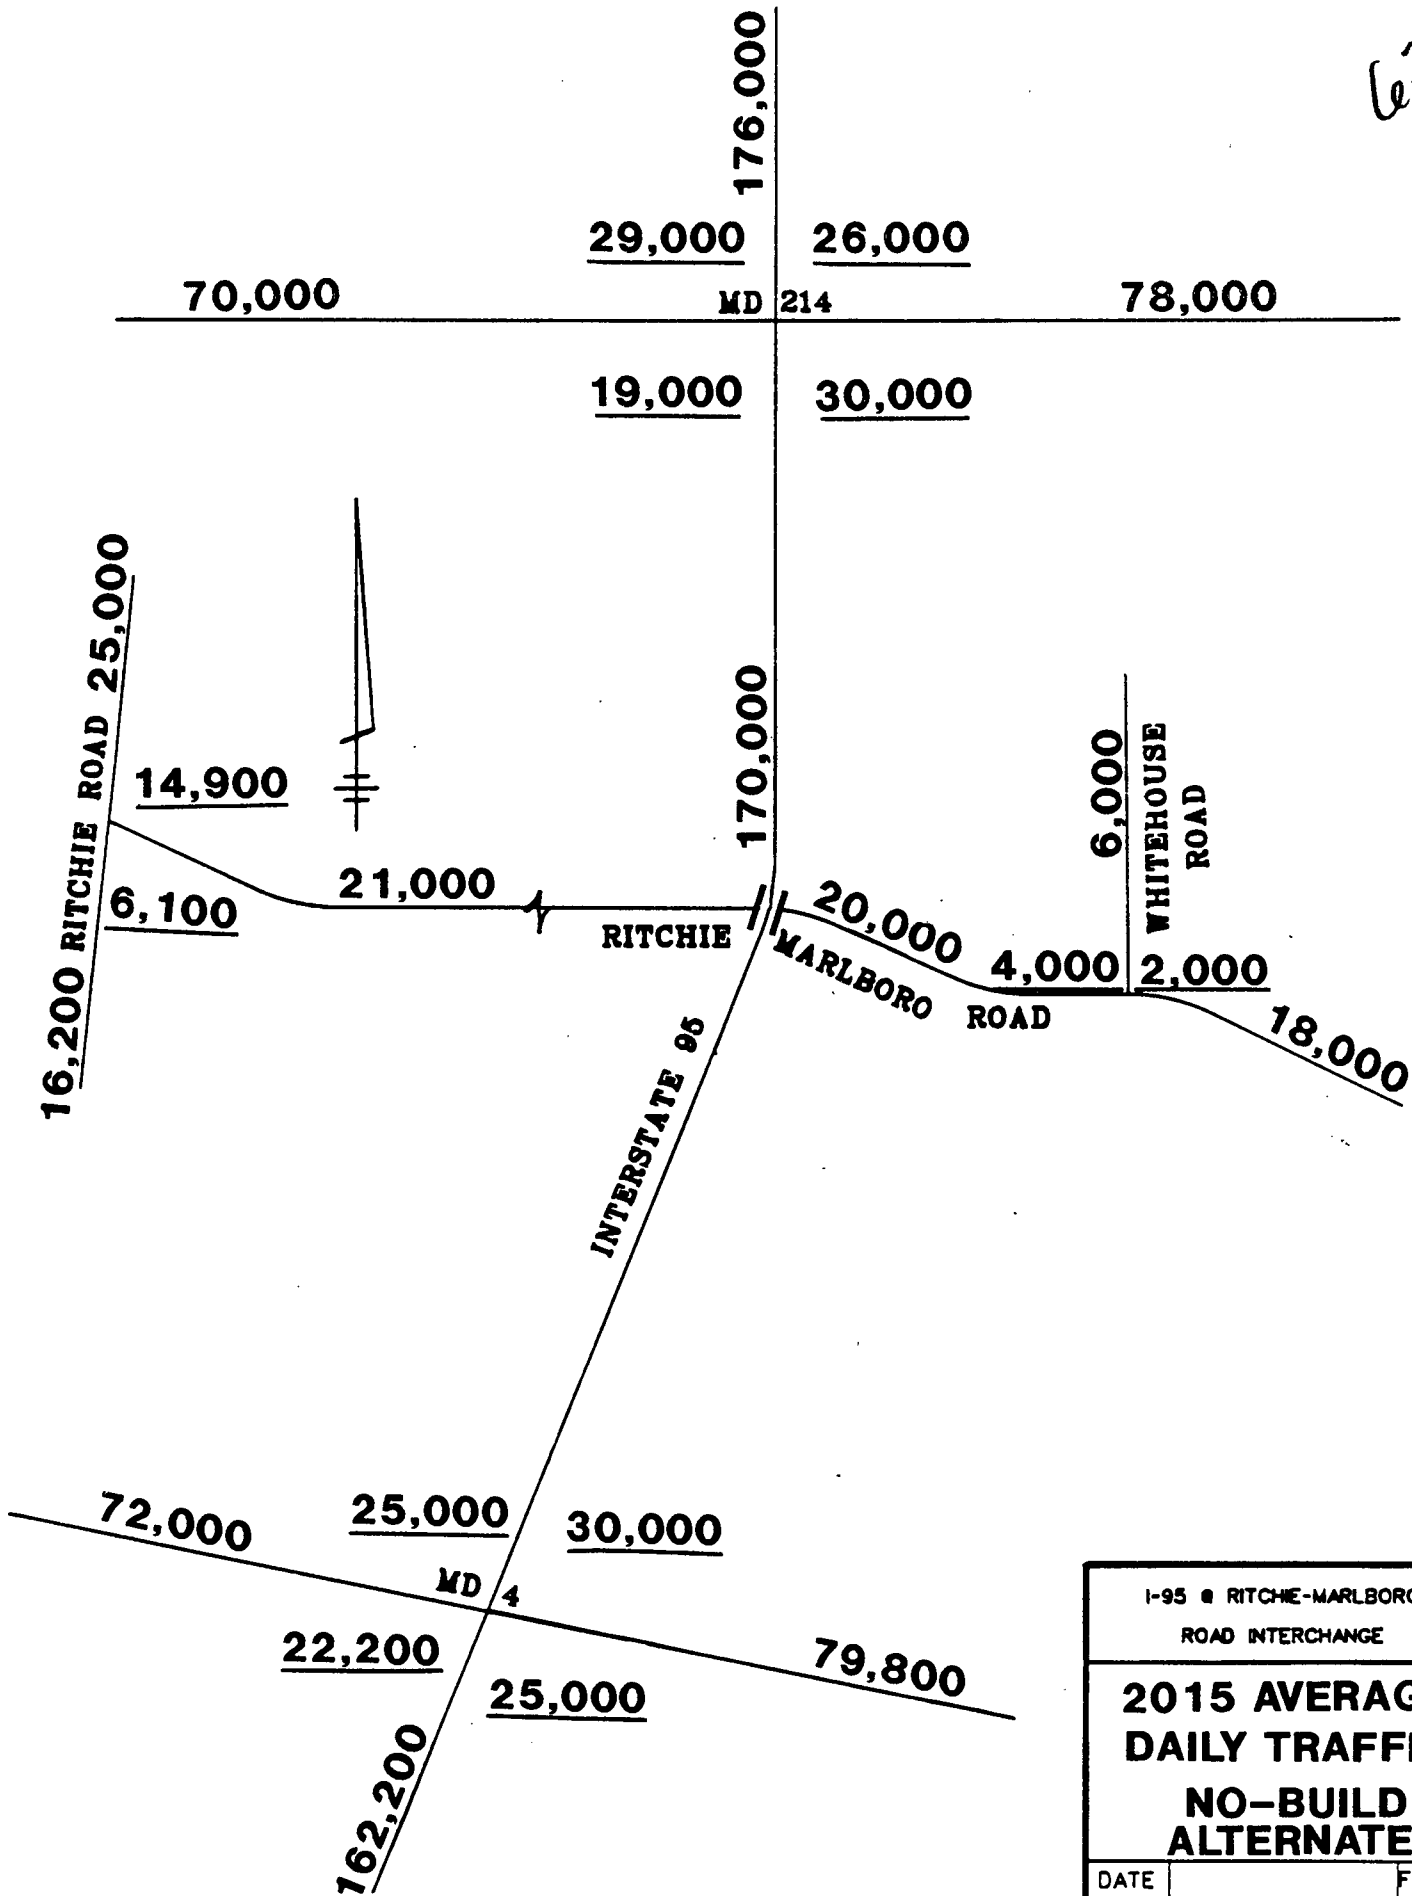 176,000
29,000 26,000
70,000 MD 214 78,000
19,000 30,000
16,200 RITCHIE ROAD 25,000
14,900
6,100
21,000
170,000
RITCHIE MARLBORO ROAD
20,000
6,000
WHITEHOUSE
ROAD
4,000 2,000
18,000
INTERSTATE 95
72,000
25,000 30,000
MD 4
22,200
25,000
79,800
162,200
I-95 @ RITCHIE-MARLBORO
ROAD INTERCHANGE
2015 AVERAG
DAILY TRAFFI
NO-BUILD
ALTERNATE
DATE F